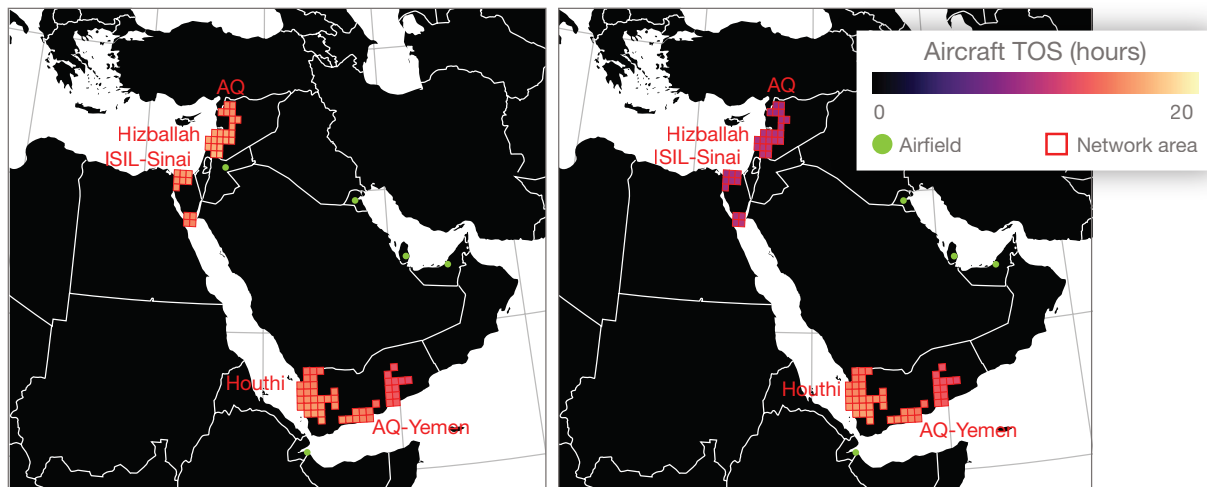 AQ
Hizballah
ISIL-Sinai
Houthi
AQ-Yemen
AQ
Hizballah
ISIL-Sinai
Houthi
AQ-Yemen
Aircraft TOS (hours)
0 20
Airfield Network area